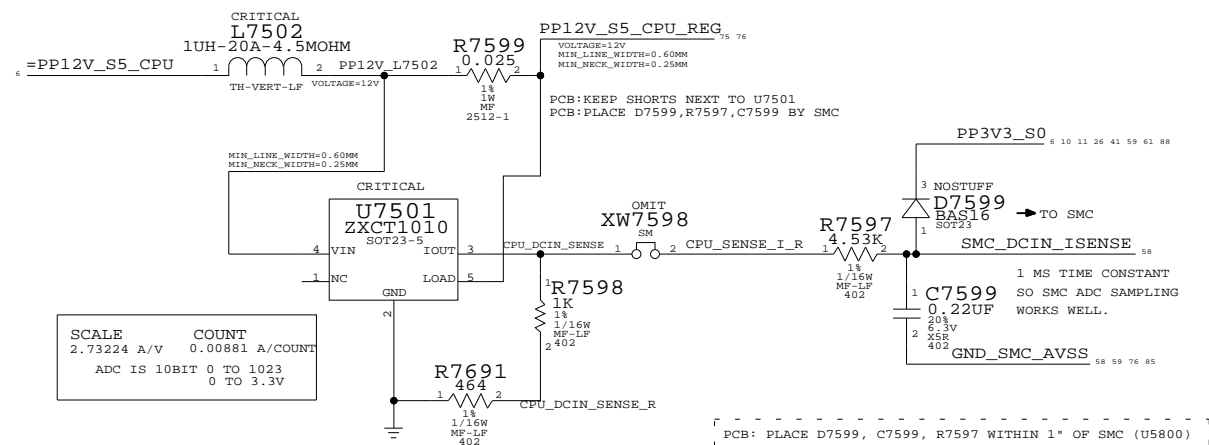 CRITICAL
L7502
1UH-20A-4.5MOHM
6 =PP12V_S5_CPU 1 2 PP12V_L7502
TH-VERT-LF
VOLTAGE=12V
R7599
0.025
1 2
1%
1W
MF
2512-1
PP12V_S5_CPU_REG 75 76
VOLTAGE=12V
MIN_LINE_WIDTH=0.60MM
MIN_NECK_WIDTH=0.25MM
PCB:KEEP SHORTS NEXT TO U7501
PCB:PLACE D7599,R7597,C7599 BY SMC
MIN_LINE_WIDTH=0.60MM
MIN_NECK_WIDTH=0.25MM
CRITICAL
U7501
ZXCT1010
SOT23-5
4 VIN IOUT 3
1 NC LOAD 5
GND
2
CPU_DCIN_SENSE
OMIT
XW7598
SM
1 2 CPU_SENSE_I_R
R7597
4.53K
1 2
1%
1/16W
MF-LF
402
PP3V3_S0 6 10 11 26 41 59 61 88
3 NOSTUFF
D7599
BAS16
SOT23
1
TO SMC
SMC_DCIN_ISENSE 58
1 MS TIME CONSTANT
SO SMC ADC SAMPLING
WORKS WELL.
1 C7599
0.22UF
20%
6.3V
2 X5R
402
GND_SMC_AVSS 58 59 76 85
1 R7598
1K
1%
1/16W
MF-LF
2 402
R7691
464
1 2
1%
1/16W
MF-LF
402
CPU_DCIN_SENSE_R
SCALE COUNT
2.73224 A/V 0.00881 A/COUNT
ADC IS 10BIT 0 TO 1023
0 TO 3.3V
PCB: PLACE D7599, C7599, R7597 WITHIN 1" OF SMC (U5800)